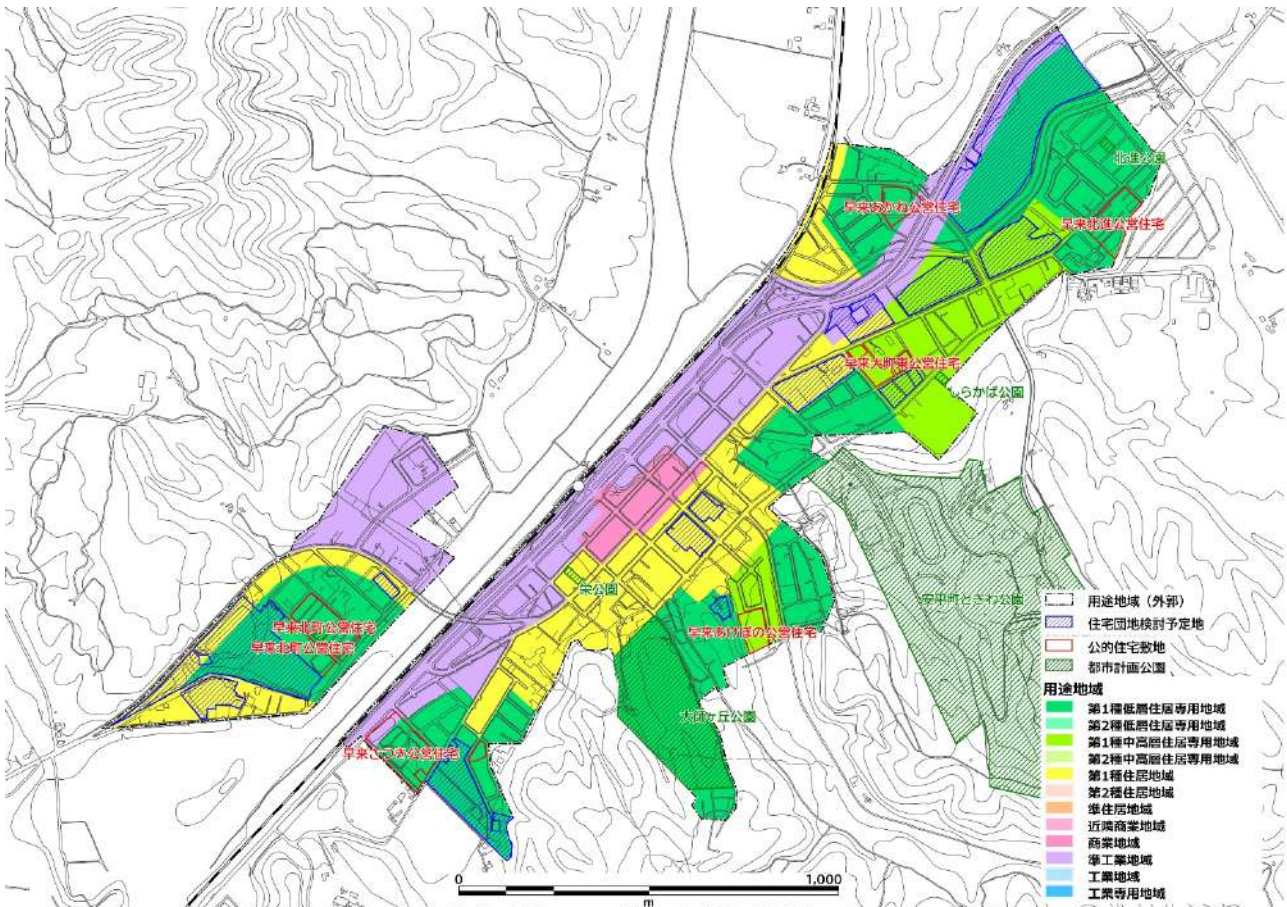 北進公園
早来あかね公営住宅
早来北進公営住宅
早来大町東公営住宅
しらかば公園
栄公園
安平町ときわ公園
早来北町公営住宅
早来北町公営住宅
早来あけぼの公営住宅
大師ヶ丘公園
早来さつき公営住宅
用途地域（外郭）
住宅団地検討予定地
公的住宅敷地
都市計画公園
用途地域
第1種低層住居専用地域
第2種低層住居専用地域
第1種中高層住居専用地域
第2種中高層住居専用地域
第1種住居地域
第2種住居地域
準住居地域
近隣商業地域
商業地域
準工業地域
工業地域
工業専用地域
0 1,000
m